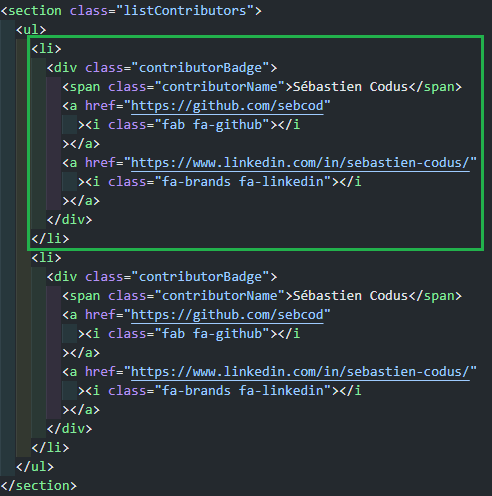 <section class="listContributors">
<ul>
<li>
<div class="contributorBadge">
<span class="contributorName">Sébastien Codus</span>
<a href="https://github.com/sebcod"
><i class="fab fa-github"></i
></a>
<a href="https://www.linkedin.com/in/sebastien-codus/"
><i class="fa-brands fa-linkedin"></i
></a>
</div>
</li>
<li>
<div class="contributorBadge">
<span class="contributorName">Sébastien Codus</span>
<a href="https://github.com/sebcod"
><i class="fab fa-github"></i
></a>
<a href="https://www.linkedin.com/in/sebastien-codus/"
><i class="fa-brands fa-linkedin"></i
></a>
</div>
</li>
</ul>
</section>